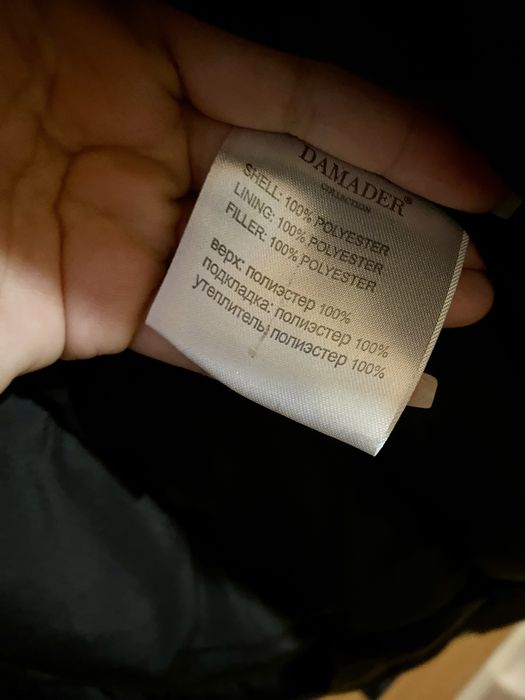 DAMADER®
COLLECTION
SHELL: 100% POLYESTER
LINING: 100% POLYESTER
FILLER: 100% POLYESTER
верх: полиэстер 100%
подкладка: полиэстер 100%
утеплитель: полиэстер 100%